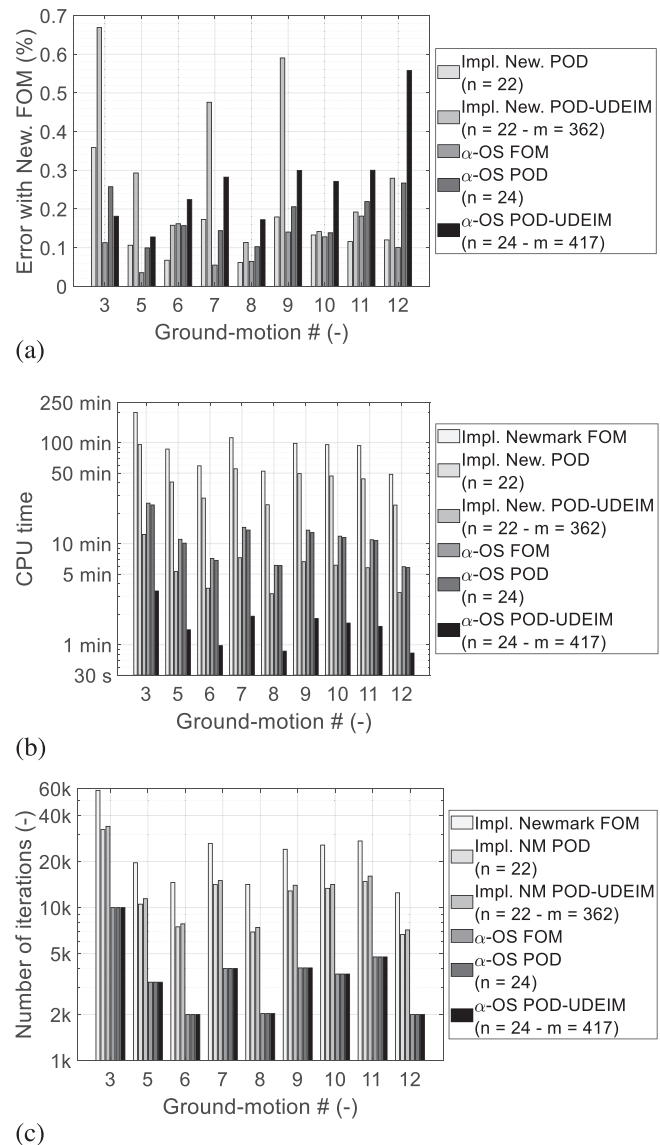 0.7
0.6
0.5
0.4
0.3
0.2
0.1
0
Error with New. FOM (%)
3 5 6 7 8 9 10 11 12
Ground-motion # (-)
Impl. New. POD
(n = 22)
Impl. New. POD-UDEIM
(n = 22 - m = 362)
α-OS FOM
α-OS POD
(n = 24)
α-OS POD-UDEIM
(n = 24 - m = 417)
(a)
250 min
100 min
50 min
10 min
5 min
1 min
30 s
CPU time
3 5 6 7 8 9 10 11 12
Ground-motion # (-)
Impl. Newmark FOM
Impl. New. POD
(n = 22)
Impl. New. POD-UDEIM
(n = 22 - m = 362)
α-OS FOM
α-OS POD
(n = 24)
α-OS POD-UDEIM
(n = 24 - m = 417)
(b)
60k
40k
20k
10k
5k
2k
1k
Number of iterations (-)
3 5 6 7 8 9 10 11 12
Ground-motion # (-)
Impl. Newmark FOM
Impl. NM POD
(n = 22)
Impl. NM POD-UDEIM
(n = 22 - m = 362)
α-OS FOM
α-OS POD
(n = 24)
α-OS POD-UDEIM
(n = 24 - m = 417)
(c)